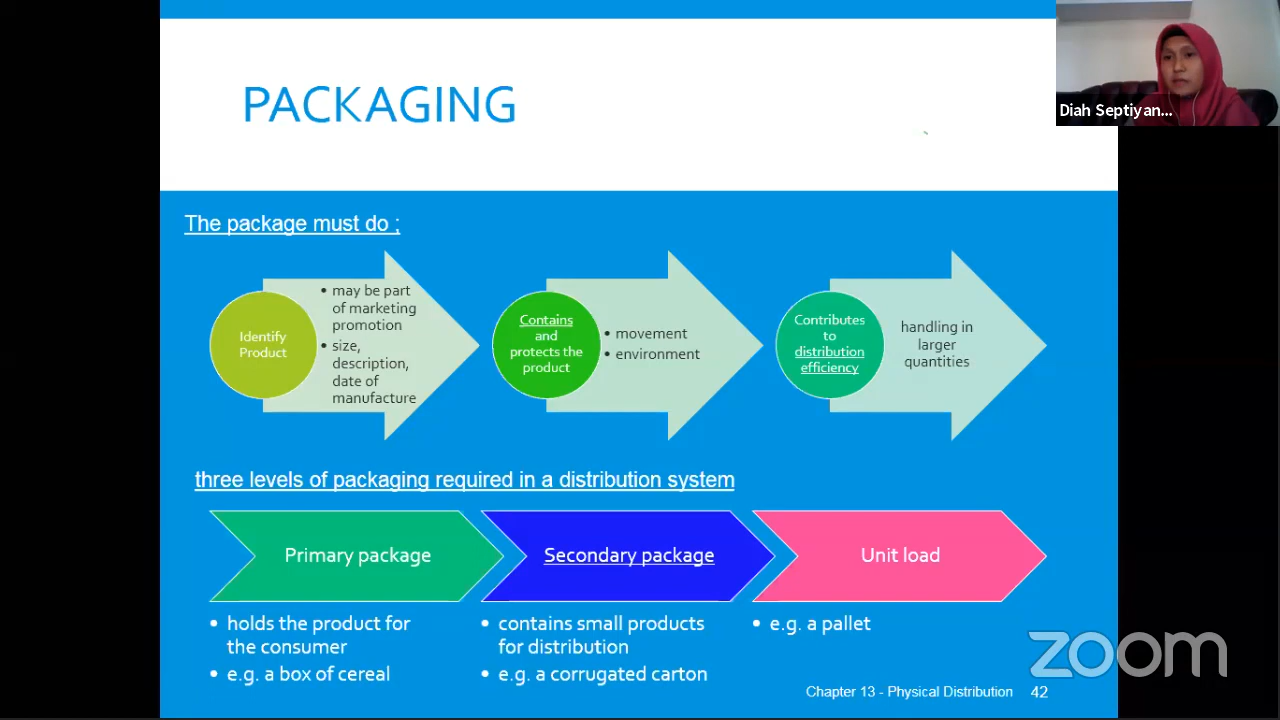 PACKAGING
Diah Septiyan...
The package must do ;
Identify
Product
• may be part
of marketing
promotion
• size,
description,
date of
manufacture
Contains
and
protects the
product
• movement
• environment
Contributes
to
distribution
efficiency
handling in
larger
quantities
three levels of packaging required in a distribution system
Primary package
• holds the product for
the consumer
• e.g. a box of cereal
Secondary package
• contains small products
for distribution
• e.g. a corrugated carton
Unit load
• e.g. a pallet
zoom
Chapter 13 - Physical Distribution 42